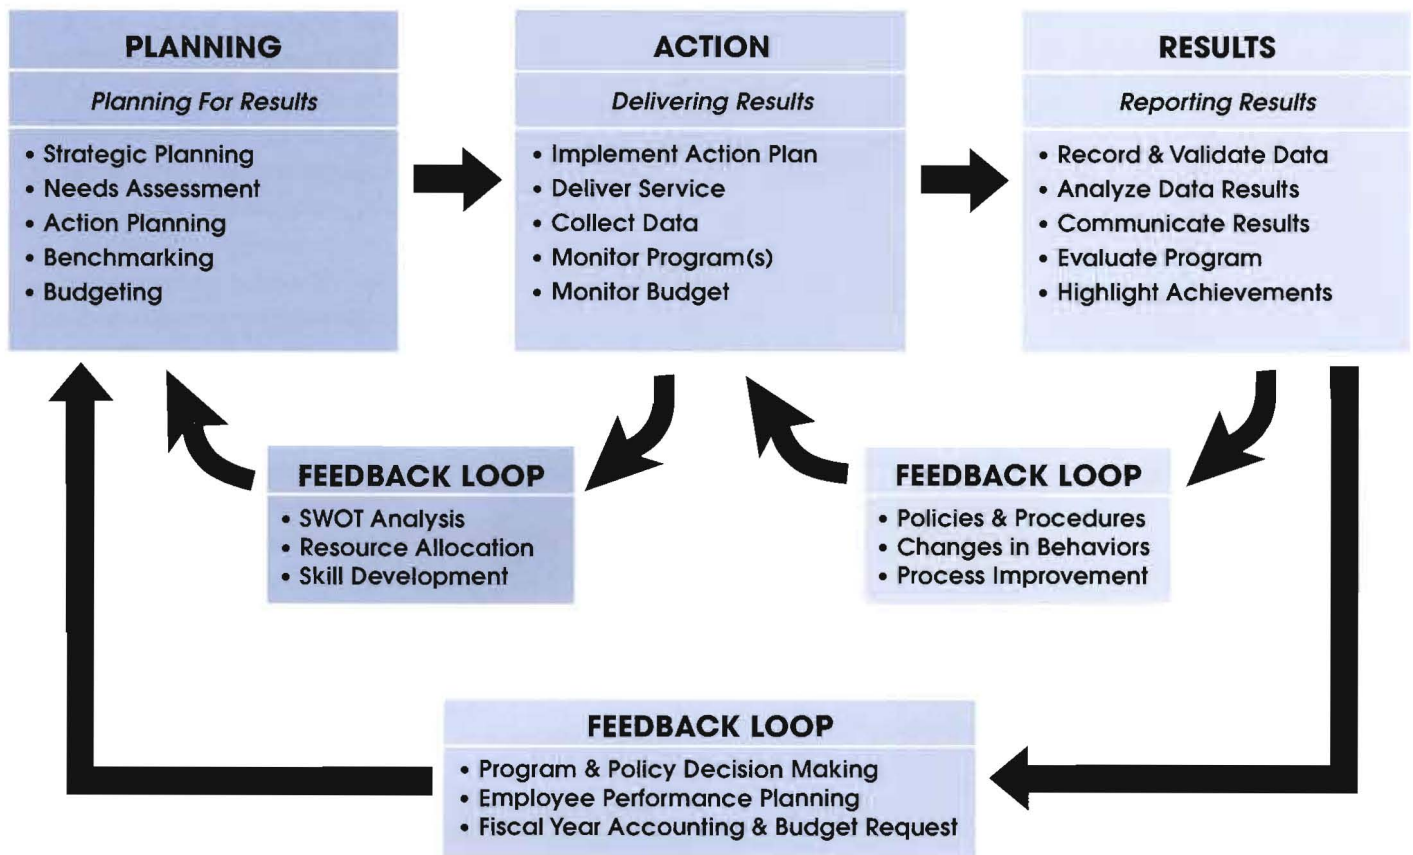 PLANNING
Planning For Results
• Strategic Planning
• Needs Assessment
• Action Planning
• Benchmarking
• Budgeting
ACTION
Delivering Results
• Implement Action Plan
• Deliver Service
• Collect Data
• Monitor Program(s)
• Monitor Budget
RESULTS
Reporting Results
• Record & Validate Data
• Analyze Data Results
• Communicate Results
• Evaluate Program
• Highlight Achievements
FEEDBACK LOOP
• SWOT Analysis
• Resource Allocation
• Skill Development
FEEDBACK LOOP
• Policies & Procedures
• Changes in Behaviors
• Process Improvement
FEEDBACK LOOP
• Program & Policy Decision Making
• Employee Performance Planning
• Fiscal Year Accounting & Budget Request